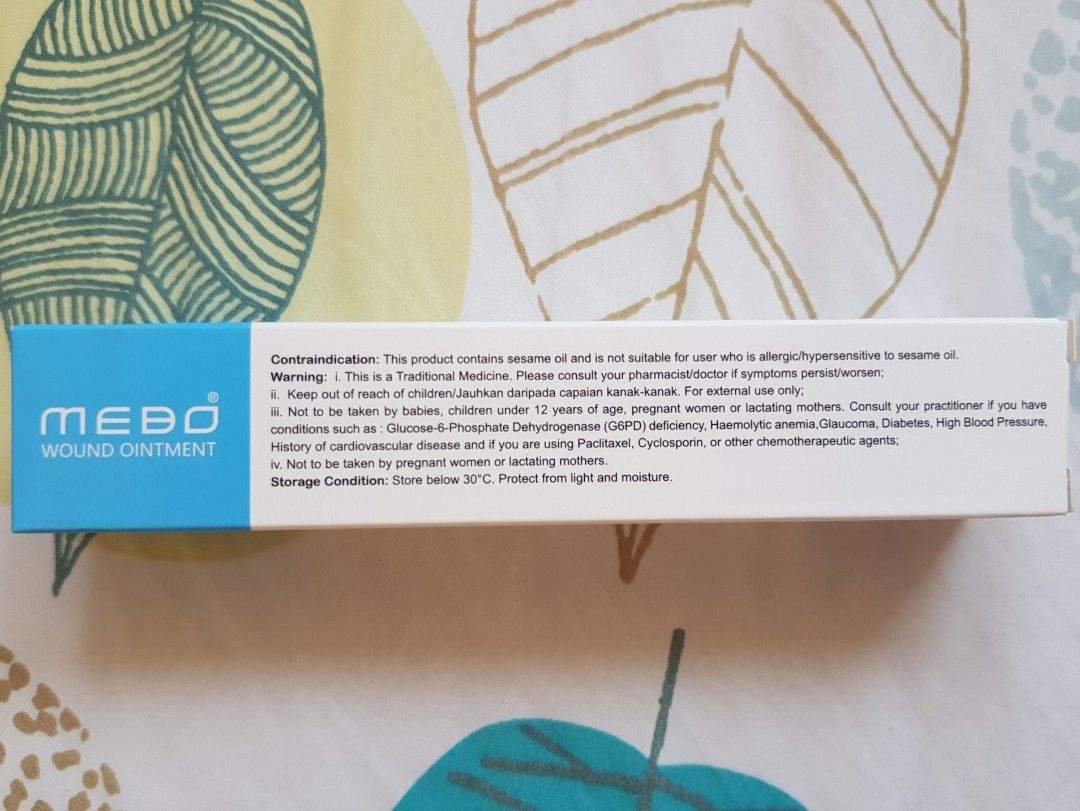 MEBO®
WOUND OINTMENT
Contraindication: This product contains sesame oil and is not suitable for user who is allergic/hypersensitive to sesame oil.
Warning: i. This is a Traditional Medicine. Please consult your pharmacist/doctor if symptoms persist/worsen;
ii. Keep out of reach of children/Jauhkan daripada capaian kanak-kanak. For external use only;
iii. Not to be taken by babies, children under 12 years of age, pregnant women or lactating mothers. Consult your practitioner if you have
conditions such as : Glucose-6-Phosphate Dehydrogenase (G6PD) deficiency, Haemolytic anemia,Glaucoma, Diabetes, High Blood Pressure,
History of cardiovascular disease and if you are using Paclitaxel, Cyclosporin, or other chemotherapeutic agents;
iv. Not to be taken by pregnant women or lactating mothers.
Storage Condition: Store below 30°C. Protect from light and moisture.